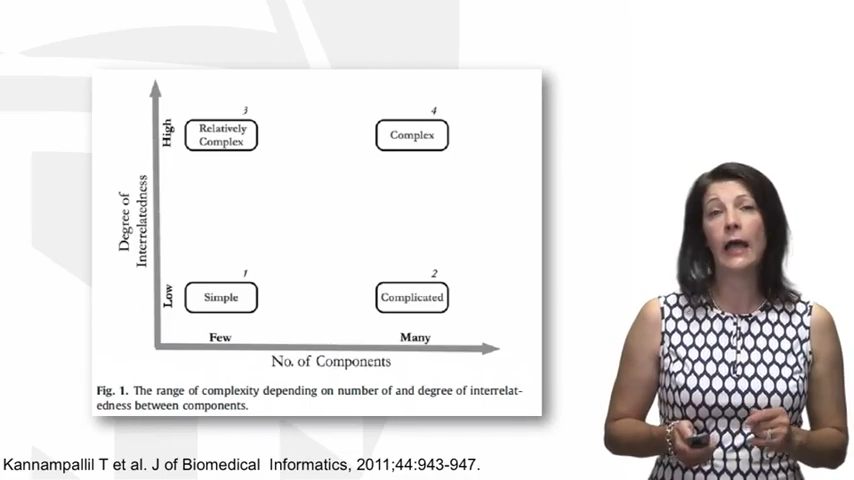 3
4
High
Relatively
Complex
Complex
Degree of
Interrelatedness
1
2
Low
Simple
Complicated
Few
Many
No. of Components
Fig. 1. The range of complexity depending on number of and degree of interrelat-
edness between components.
Kannampallil T et al. J of Biomedical Informatics, 2011;44:943-947.